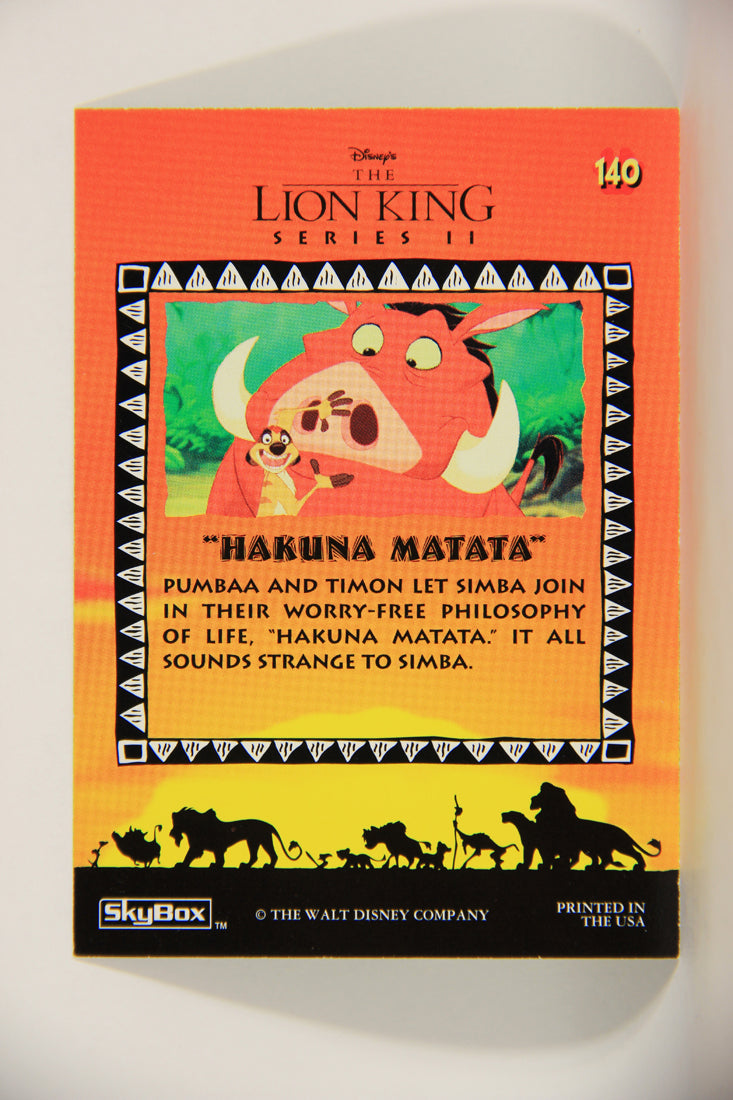 Disney's
THE
LION KING
SERIES II
140
"HAKUNA MATATA"
PUMBAA AND TIMON LET SIMBA JOIN
IN THEIR WORRY-FREE PHILOSOPHY
OF LIFE, "HAKUNA MATATA." IT ALL
SOUNDS STRANGE TO SIMBA.
SkyBox TM
© THE WALT DISNEY COMPANY
PRINTED IN
THE USA